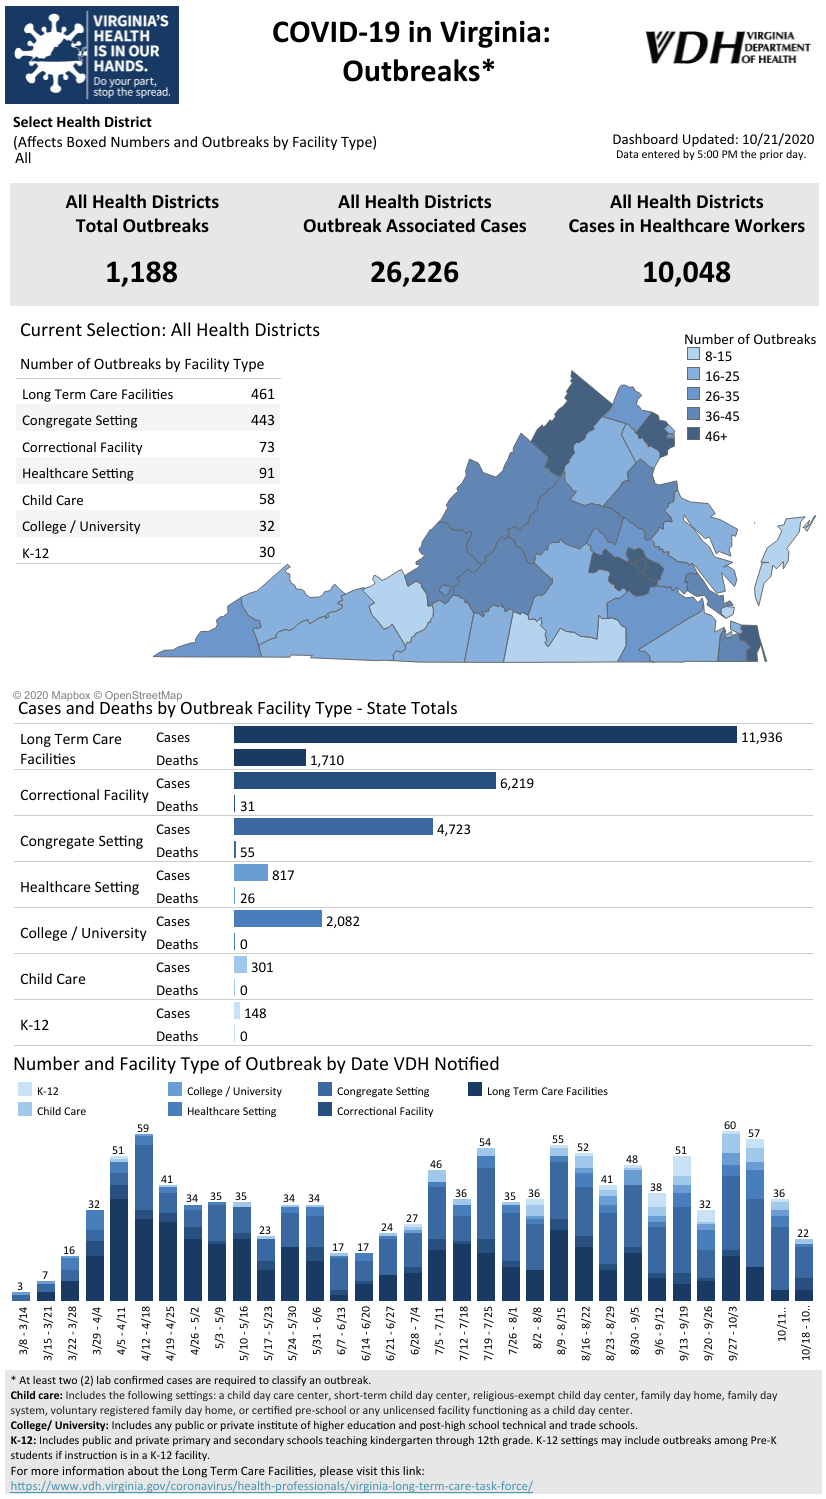 VIRGINIA'S
HEALTH
IS IN OUR
HANDS.
Do your part,
stop the spread.
COVID-19 in Virginia:
Outbreaks*
VDH VIRGINIA
DEPARTMENT
OF HEALTH
Select Health District
(Affects Boxed Numbers and Outbreaks by Facility Type)
All
Dashboard Updated: 10/21/2020
Data entered by 5:00 PM the prior day.
All Health Districts
Total Outbreaks
1,188
All Health Districts
Outbreak Associated Cases
26,226
All Health Districts
Cases in Healthcare Workers
10,048
Current Selection: All Health Districts
Number of Outbreaks by Facility Type
Long Term Care Facilities 461
Congregate Setting 443
Correctional Facility 73
Healthcare Setting 91
Child Care 58
College / University 32
K-12 30
Number of Outbreaks
8-15
16-25
26-35
36-45
46+
© 2020 Mapbox © OpenStreetMap
Cases and Deaths by Outbreak Facility Type - State Totals
Long Term Care
Facilities
Cases 11,936
Deaths 1,710
Correctional Facility
Cases 6,219
Deaths 31
Congregate Setting
Cases 4,723
Deaths 55
Healthcare Setting
Cases 817
Deaths 26
College / University
Cases 2,082
Deaths 0
Child Care
Cases 301
Deaths 0
K-12
Cases 148
Deaths 0
Number and Facility Type of Outbreak by Date VDH Notified
K-12
College / University
Congregate Setting
Long Term Care Facilities
Child Care
Healthcare Setting
Correctional Facility
3
7
16
32
51
59
41
34
35
35
23
34
34
17
17
24
27
46
36
54
35
36
55
52
41
48
38
51
32
60
57
36
22
3/8 - 3/14
3/15 - 3/21
3/22 - 3/28
3/29 - 4/4
4/5 - 4/11
4/12 - 4/18
4/19 - 4/25
4/26 - 5/2
5/3 - 5/9
5/10 - 5/16
5/17 - 5/23
5/24 - 5/30
5/31 - 6/6
6/7 - 6/13
6/14 - 6/20
6/21 - 6/27
6/28 - 7/4
7/5 - 7/11
7/12 - 7/18
7/19 - 7/25
7/26 - 8/1
8/2 - 8/8
8/9 - 8/15
8/16 - 8/22
8/23 - 8/29
8/30 - 9/5
9/6 - 9/12
9/13 - 9/19
9/20 - 9/26
9/27 - 10/3
10/11..
10/18 - 10..
* At least two (2) lab confirmed cases are required to classify an outbreak.
Child care: Includes the following settings: a child day care center, short-term child day center, religious-exempt child day center, family day home, family day
system, voluntary registered family day home, or certified pre-school or any unlicensed facility functioning as a child day center.
College/ University: Includes any public or private institute of higher education and post-high school technical and trade schools.
K-12: Includes public and private primary and secondary schools teaching kindergarten through 12th grade. K-12 settings may include outbreaks among Pre-K
students if instruction is in a K-12 facility.
For more information about the Long Term Care Facilities, please visit this link:
https://www.vdh.virginia.gov/coronavirus/health-professionals/virginia-long-term-care-task-force/